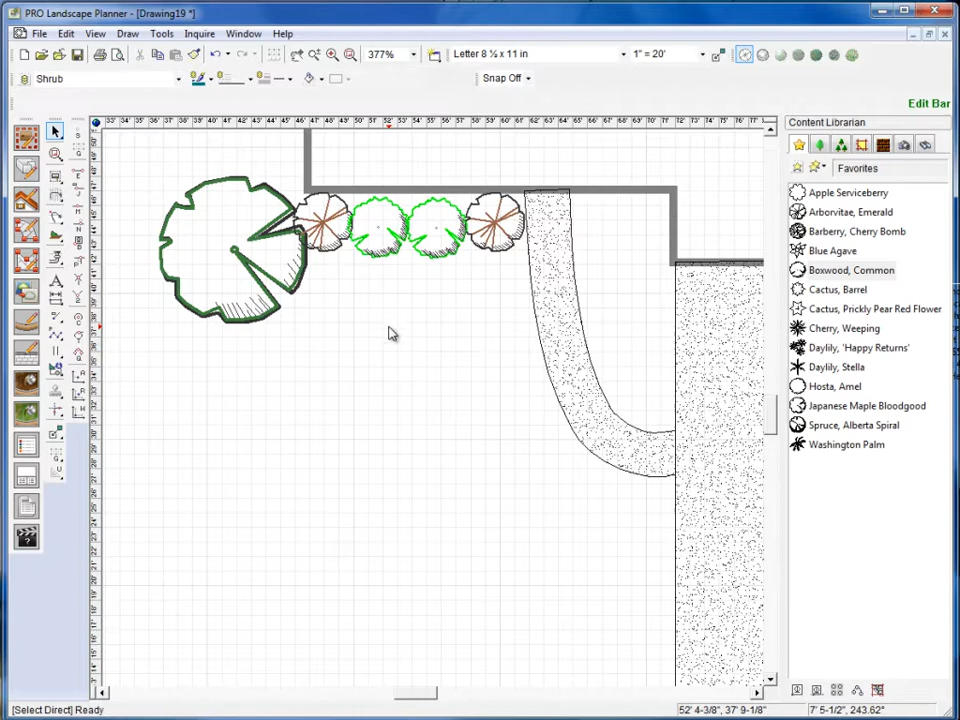 PRO Landscape Planner - [Drawing19 *]
File Edit View Draw Tools Inquire Window Help
377% Letter 8 ½ x 11 in 1" = 20'
Shrub Snap Off
Edit Bar
Content Librarian
Favorites
Apple Serviceberry
Arborvitae, Emerald
Barberry, Cherry Bomb
Blue Agave
Boxwood, Common
Cactus, Barrel
Cactus, Prickly Pear Red Flower
Cherry, Weeping
Daylily, 'Happy Returns'
Daylily, Stella
Hosta, Amel
Japanese Maple Bloodgood
Spruce, Alberta Spiral
Washington Palm
[Select Direct] Ready 52' 4-3/8", 37' 9-1/8" 7' 5-1/2", 243.62°